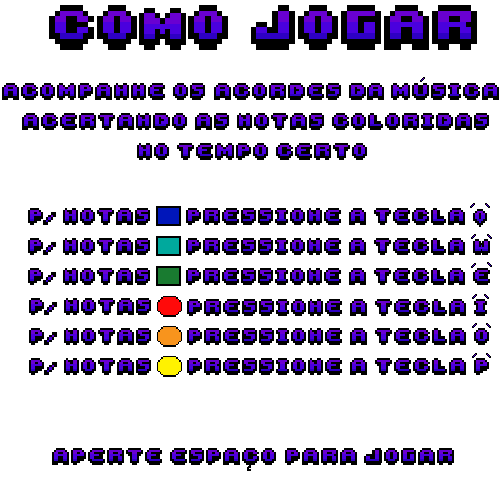 COMO JOGAR
ACOMPANHE OS ACORDES DA MÚSICA
ACERTANDO AS NOTAS COLORIDAS
NO TEMPO CERTO
P/ NOTAS PRESSIONE A TECLA `Q´
P/ NOTAS PRESSIONE A TECLA `W´
P/ NOTAS PRESSIONE A TECLA `E´
P/ NOTAS PRESSIONE A TECLA `I´
P/ NOTAS PRESSIONE A TECLA `O´
P/ NOTAS PRESSIONE A TECLA `P´
APERTE ESPAÇO PARA JOGAR